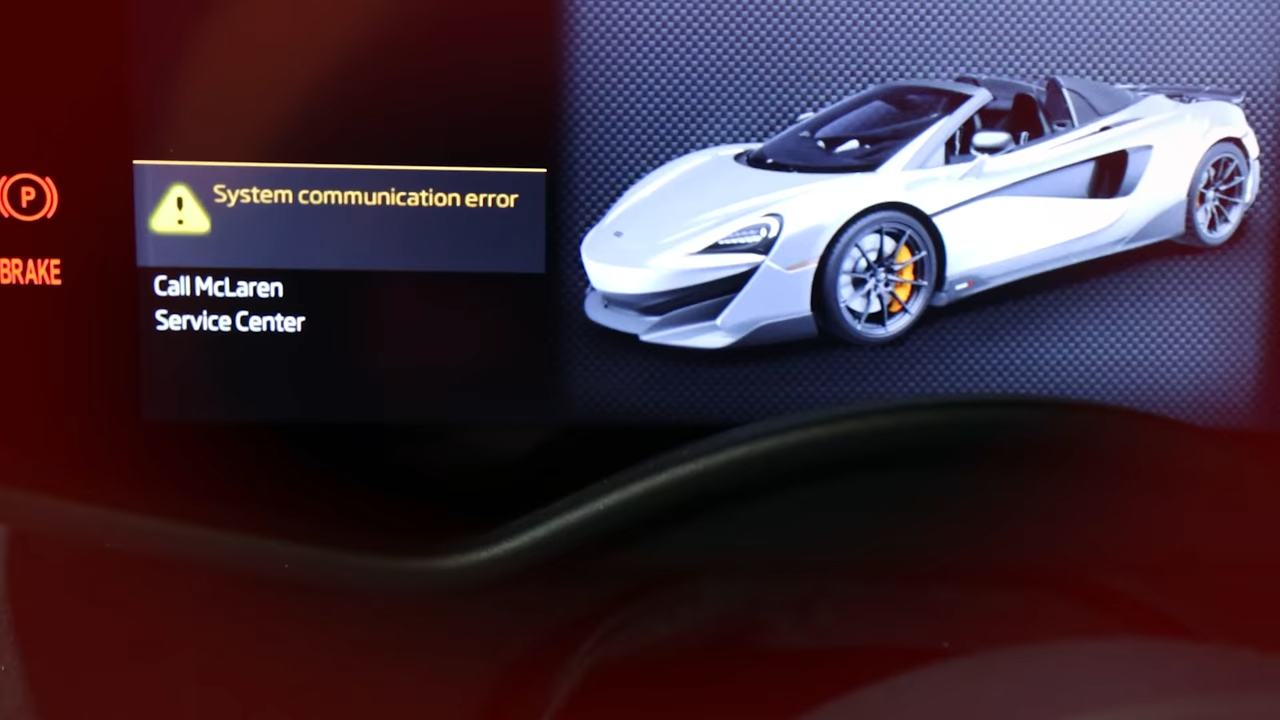 P
BRAKE
System communication error
Call McLaren
Service Center